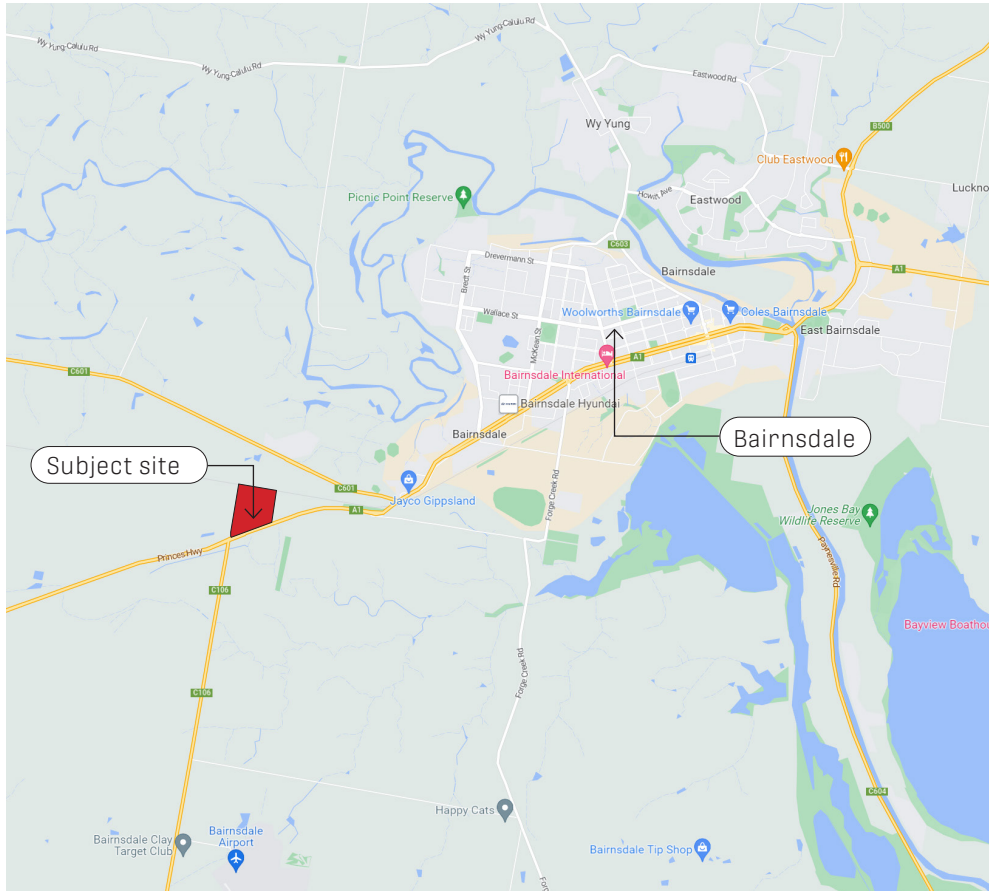 Wy Yung-Calulu Rd
Wy Yung-Calulu Rd
Wy Yung-Calulu Rd
Eastwood Rd
B500
Wy Yung
Club Eastwood
Picnic Point Reserve
Howitt Ave
Eastwood
Lucknо
C603
Drevermann St
Bairnsdale
A1
Bredt St
Wallace St
Woolworths Bairnsdale
Coles Bairnsdale
McKean St
East Bairnsdale
A1
Bairnsdale International
C601
Bairnsdale Hyundai
Bairnsdale
Bairnsdale
Subject site
C601
Jayco Gippsland
Forge Creek Rd
A1
Jones Bay
Wildlife Reserve
Princes Hwy
Paynesville Rd
C106
Bayview Boathou
Forge Creek Rd
C106
C604
Happy Cats
Bairnsdale Clay
Target Club
Bairnsdale
Airport
Bairnsdale Tip Shop
Forg